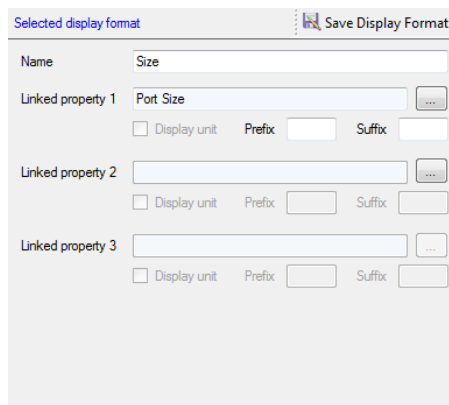 Selected display format Save Display Format
Name Size
Linked property 1 Port Size ...
Display unit Prefix Suffix
Linked property 2 ...
Display unit Prefix Suffix
Linked property 3 ...
Display unit Prefix Suffix